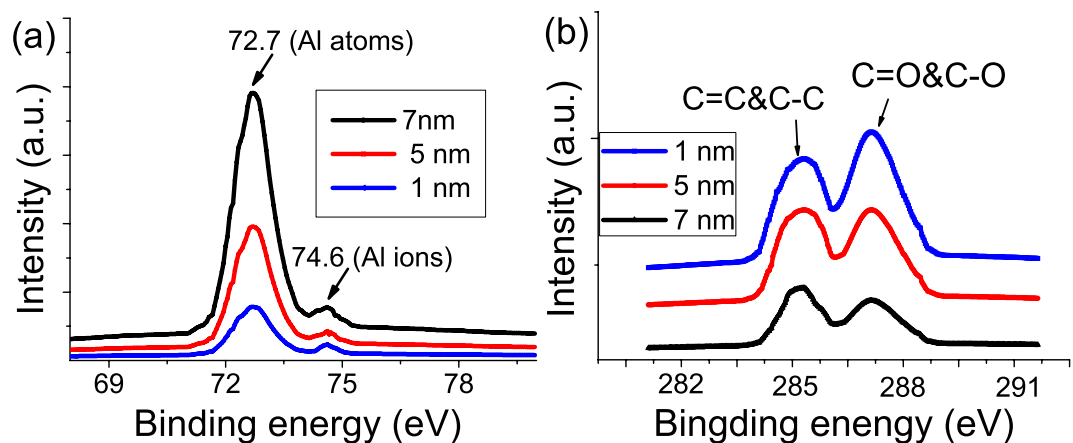 (a)
72.7 (Al atoms)
7nm
5 nm
1 nm
74.6 (Al ions)
Intensity (a.u.)
69
72
75
78
Binding energy (eV)
(b)
C=O&C-O
C=C&C-C
1 nm
5 nm
7 nm
Intensity (a.u.)
282
285
288
291
Bingding energy (eV)